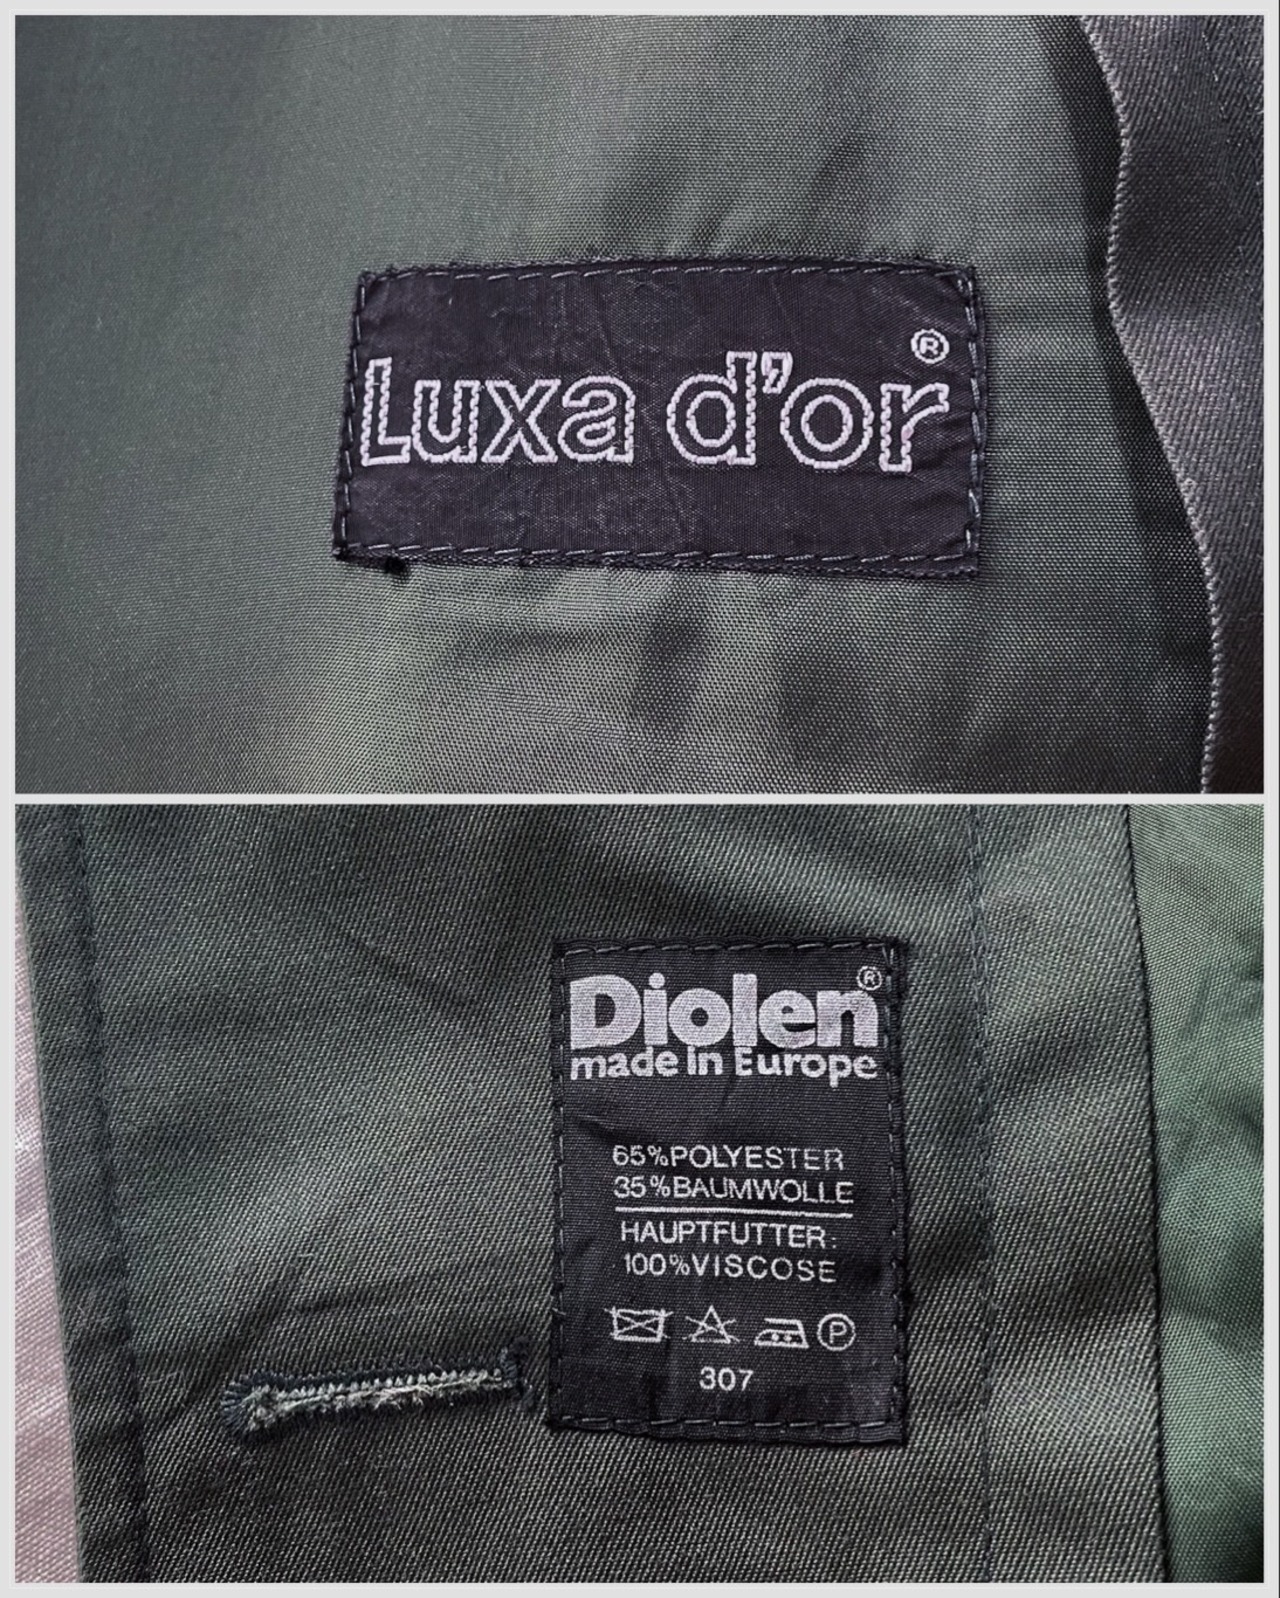 Luxa d'or®
Diolen®
made in Europe
65%POLYESTER
35%BAUMWOLLE
HAUPTFUTTER:
100%VISCOSE
P
307